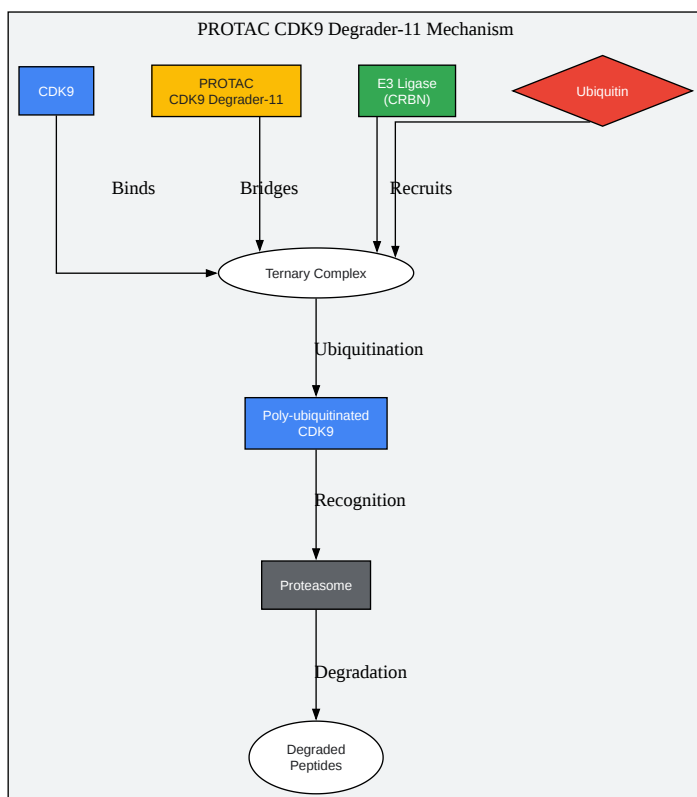 PROTAC CDK9 Degrader-11 Mechanism
CDK9
PROTAC
CDK9 Degrader-11
E3 Ligase
(CRBN)
Ubiquitin
Binds
Bridges
Recruits
Ternary Complex
Ubiquitination
Poly-ubiquitinated
CDK9
Recognition
Proteasome
Degradation
Degraded
Peptides